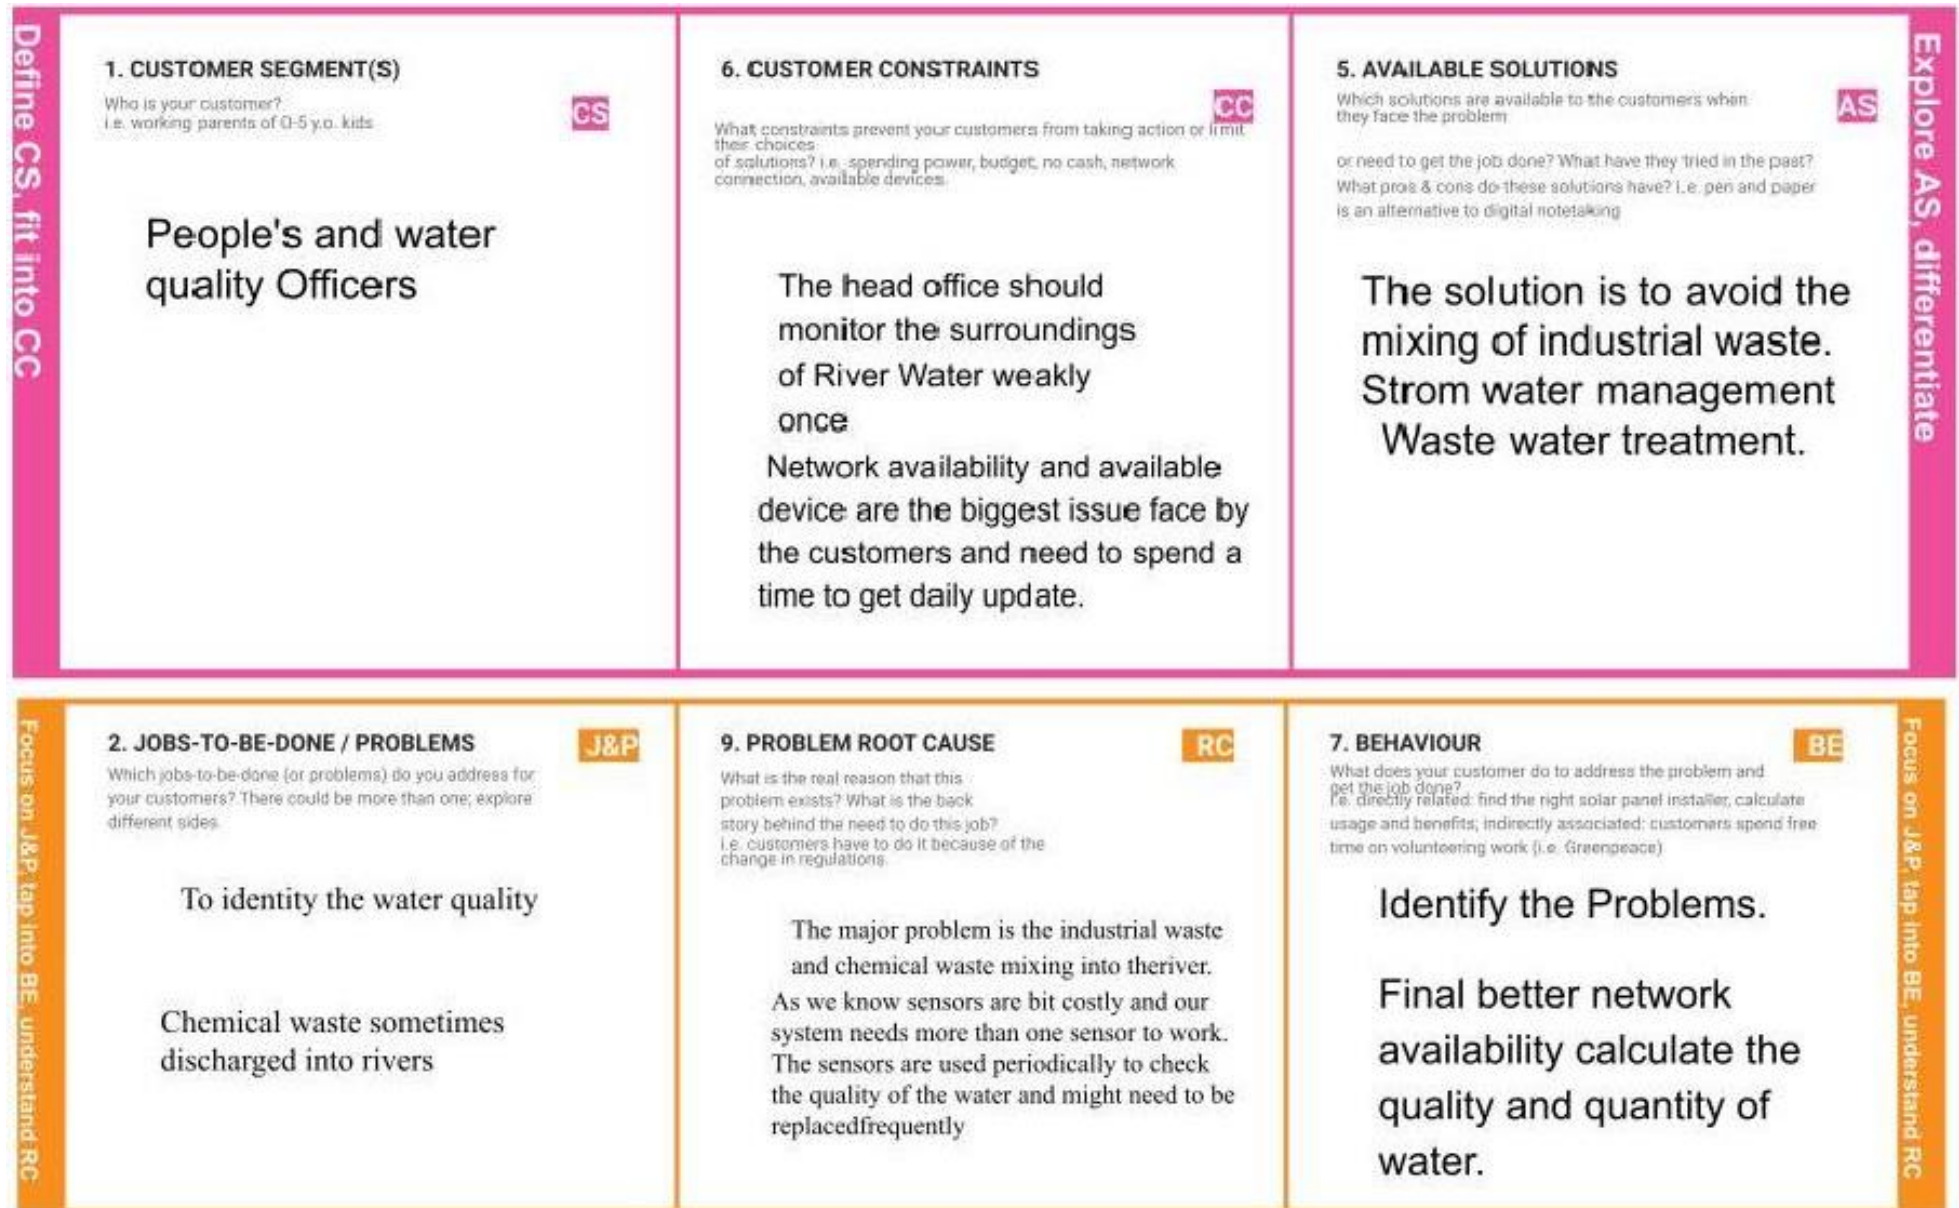 Define CS, fit into CC
1. CUSTOMER SEGMENT(S)
CS
Who is your customer?
i.e. working parents of 0-5 y.o. kids
People's and water
quality Officers
6. CUSTOMER CONSTRAINTS
CC
What constraints prevent your customers from taking action or limit
their choices
of solutions? i.e. spending power, budget, no cash, network
connection, available devices.
The head office should
monitor the surroundings
of River Water weakly
once
Network availability and available
device are the biggest issue face by
the customers and need to spend a
time to get daily update.
5. AVAILABLE SOLUTIONS
AS
Which solutions are available to the customers when
they face the problem
or need to get the job done? What have they tried in the past?
What pros & cons do these solutions have? i.e. pen and paper
is an alternative to digital notetaking
The solution is to avoid the
mixing of industrial waste.
Strom water management
Waste water treatment.
Explore AS, differentiate
Focus on J&P, tap into BE, understand RC
2. JOBS-TO-BE-DONE / PROBLEMS
J&P
Which jobs-to-be-done (or problems) do you address for
your customers? There could be more than one; explore
different sides.
To identity the water quality
Chemical waste sometimes
discharged into rivers
9. PROBLEM ROOT CAUSE
RC
What is the real reason that this
problem exists? What is the back
story behind the need to do this job?
i.e. customers have to do it because of the
change in regulations.
The major problem is the industrial waste
and chemical waste mixing into theriver.
As we know sensors are bit costly and our
system needs more than one sensor to work.
The sensors are used periodically to check
the quality of the water and might need to be
replacedfrequently
7. BEHAVIOUR
BE
What does your customer do to address the problem and
get the job done?
i.e. directly related: find the right solar panel installer, calculate
usage and benefits; indirectly associated: customers spend free
time on volunteering work (i.e. Greenpeace)
Identify the Problems.
Final better network
availability calculate the
quality and quantity of
water.
Focus on J&P, tap into BE, understand RC